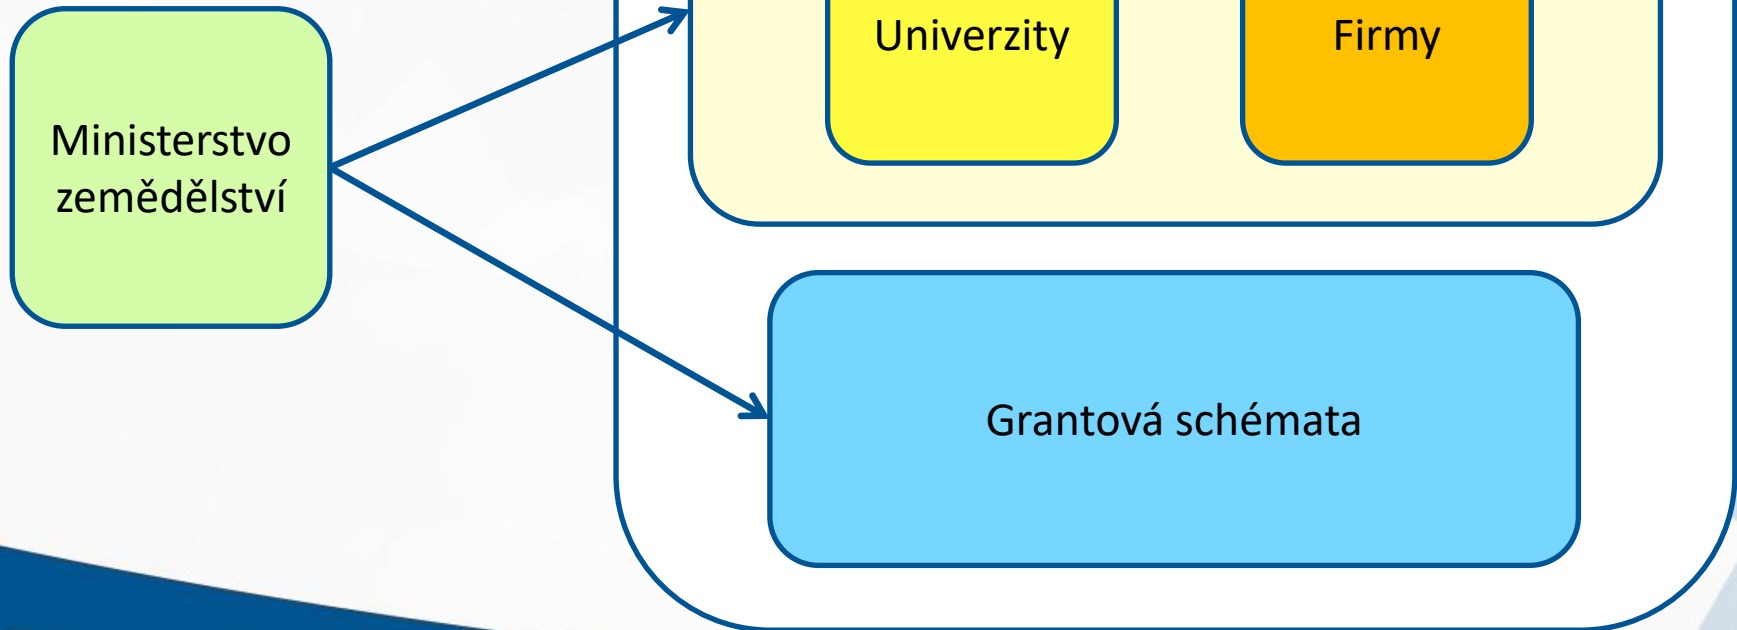 Univerzity
Firmy
Ministerstvo
zemědělství
Grantová schémata